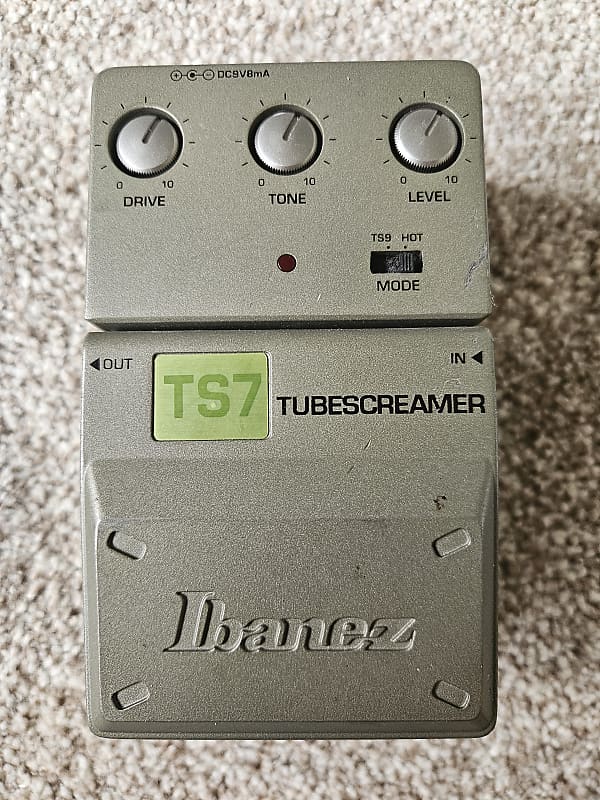 DC9V8mA
0 10 0 10 0 10
DRIVE TONE LEVEL
TS9 HOT
MODE
OUT IN
TS7 TUBESCREAMER
Ibanez